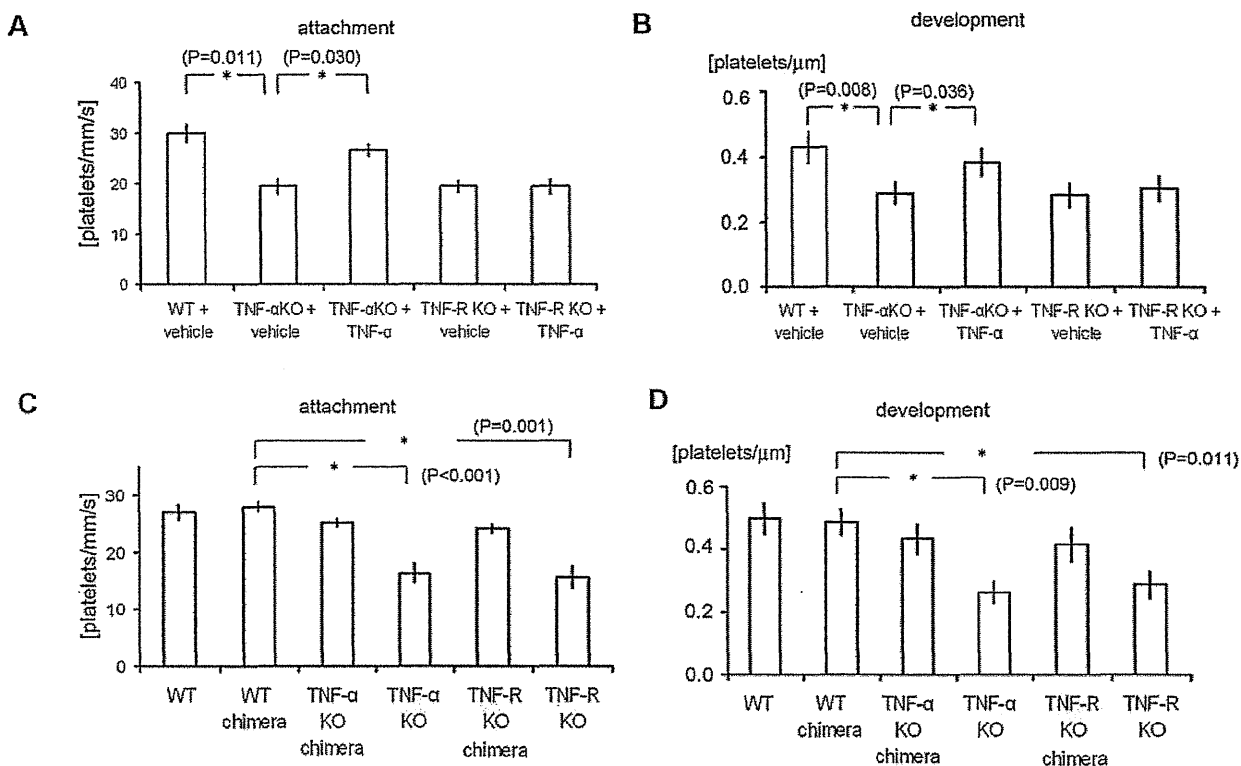 A
attachment
(P=0.011) (P=0.030)
* *
[platelets/mm/s]
40
30
20
10
0
WT + TNF-αKO + TNF-αKO + TNF-R KO + TNF-R KO +
vehicle vehicle TNF-α vehicle TNF-α
B
development
[platelets/μm]
(P=0.008) (P=0.036)
* *
0.6
0.4
0.2
0.0
WT + TNF-αKO + TNF-αKO + TNF-R KO + TNF-R KO +
vehicle vehicle TNF-α vehicle TNF-α
C
attachment
(P=0.001)
*
* (P<0.001)
[platelets/mm/s]
30
20
10
0
WT WT TNF-α TNF-α TNF-R TNF-R
chimera KO KO KO KO
chimera chimera
D
development
[platelets/μm]
* (P=0.011)
* (P=0.009)
0.6
0.4
0.2
0.0
WT WT TNF-α TNF-α TNF-R TNF-R
chimera KO KO KO KO
chimera chimera